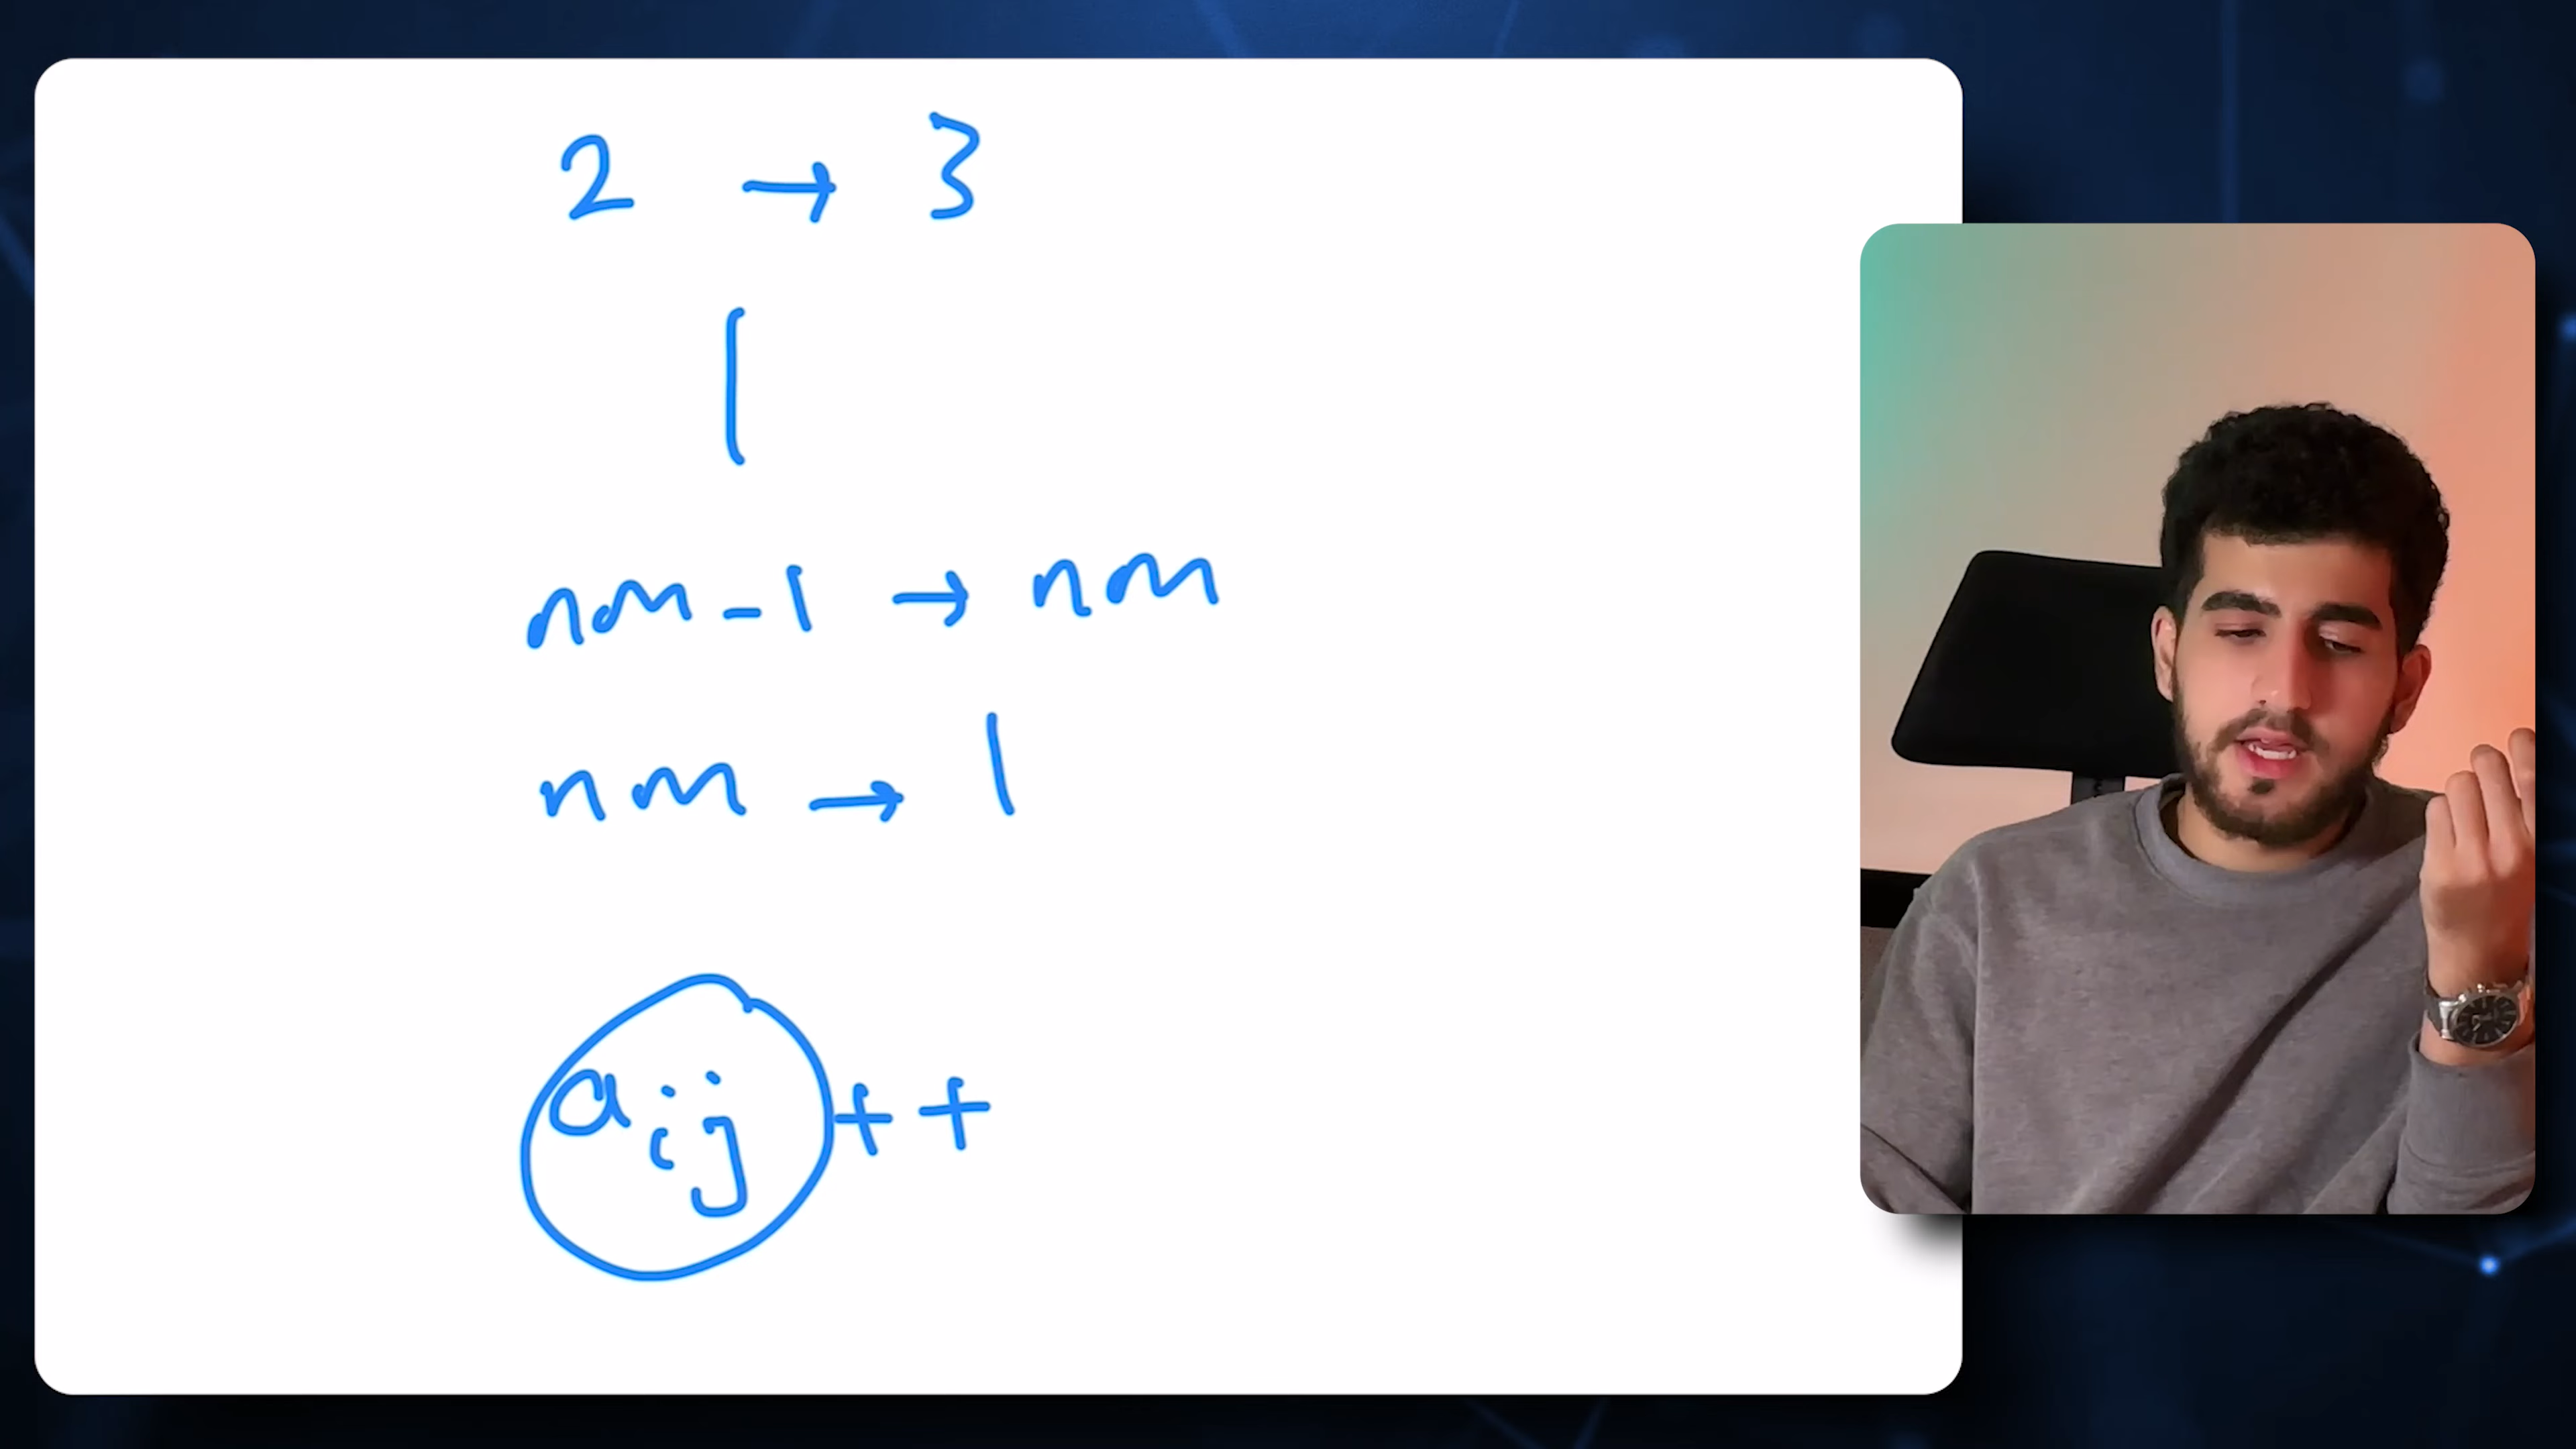 2 → 3
|
nm - 1 → nm
nm → 1
aij ++